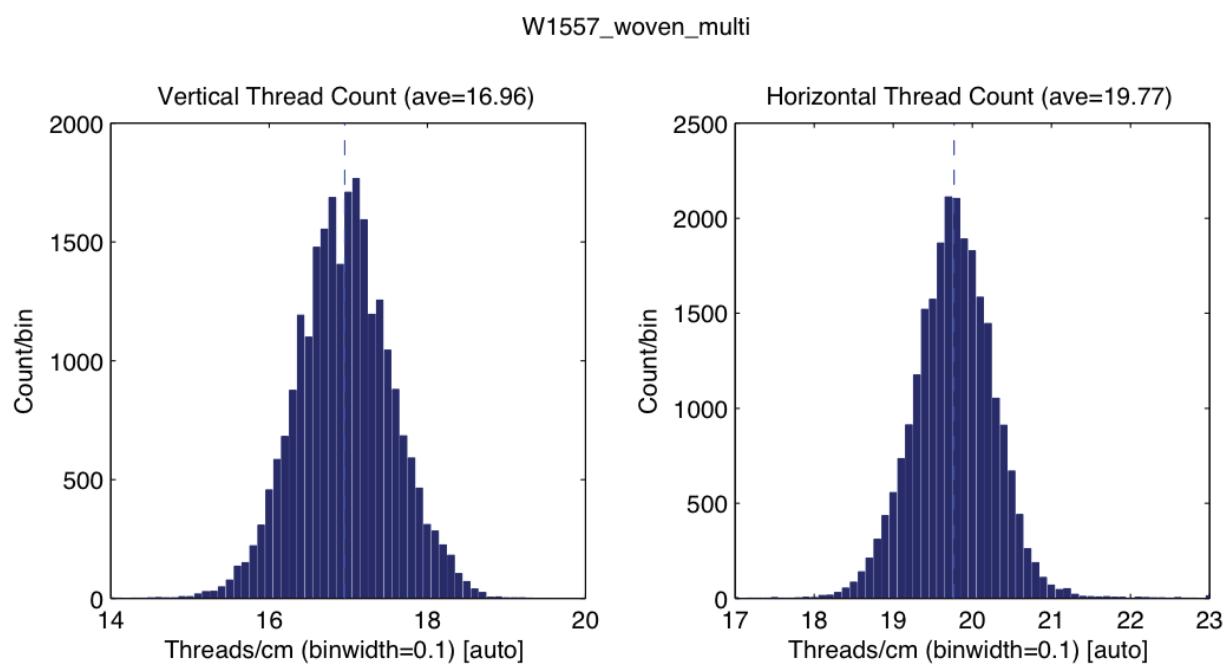 W1557_woven_multi
Vertical Thread Count (ave=16.96)
2000
1500
1000
500
0
Count/bin
14 16 18 20
Threads/cm (binwidth=0.1) [auto]
Horizontal Thread Count (ave=19.77)
2500
2000
1500
1000
500
0
Count/bin
17 18 19 20 21 22 23
Threads/cm (binwidth=0.1) [auto]